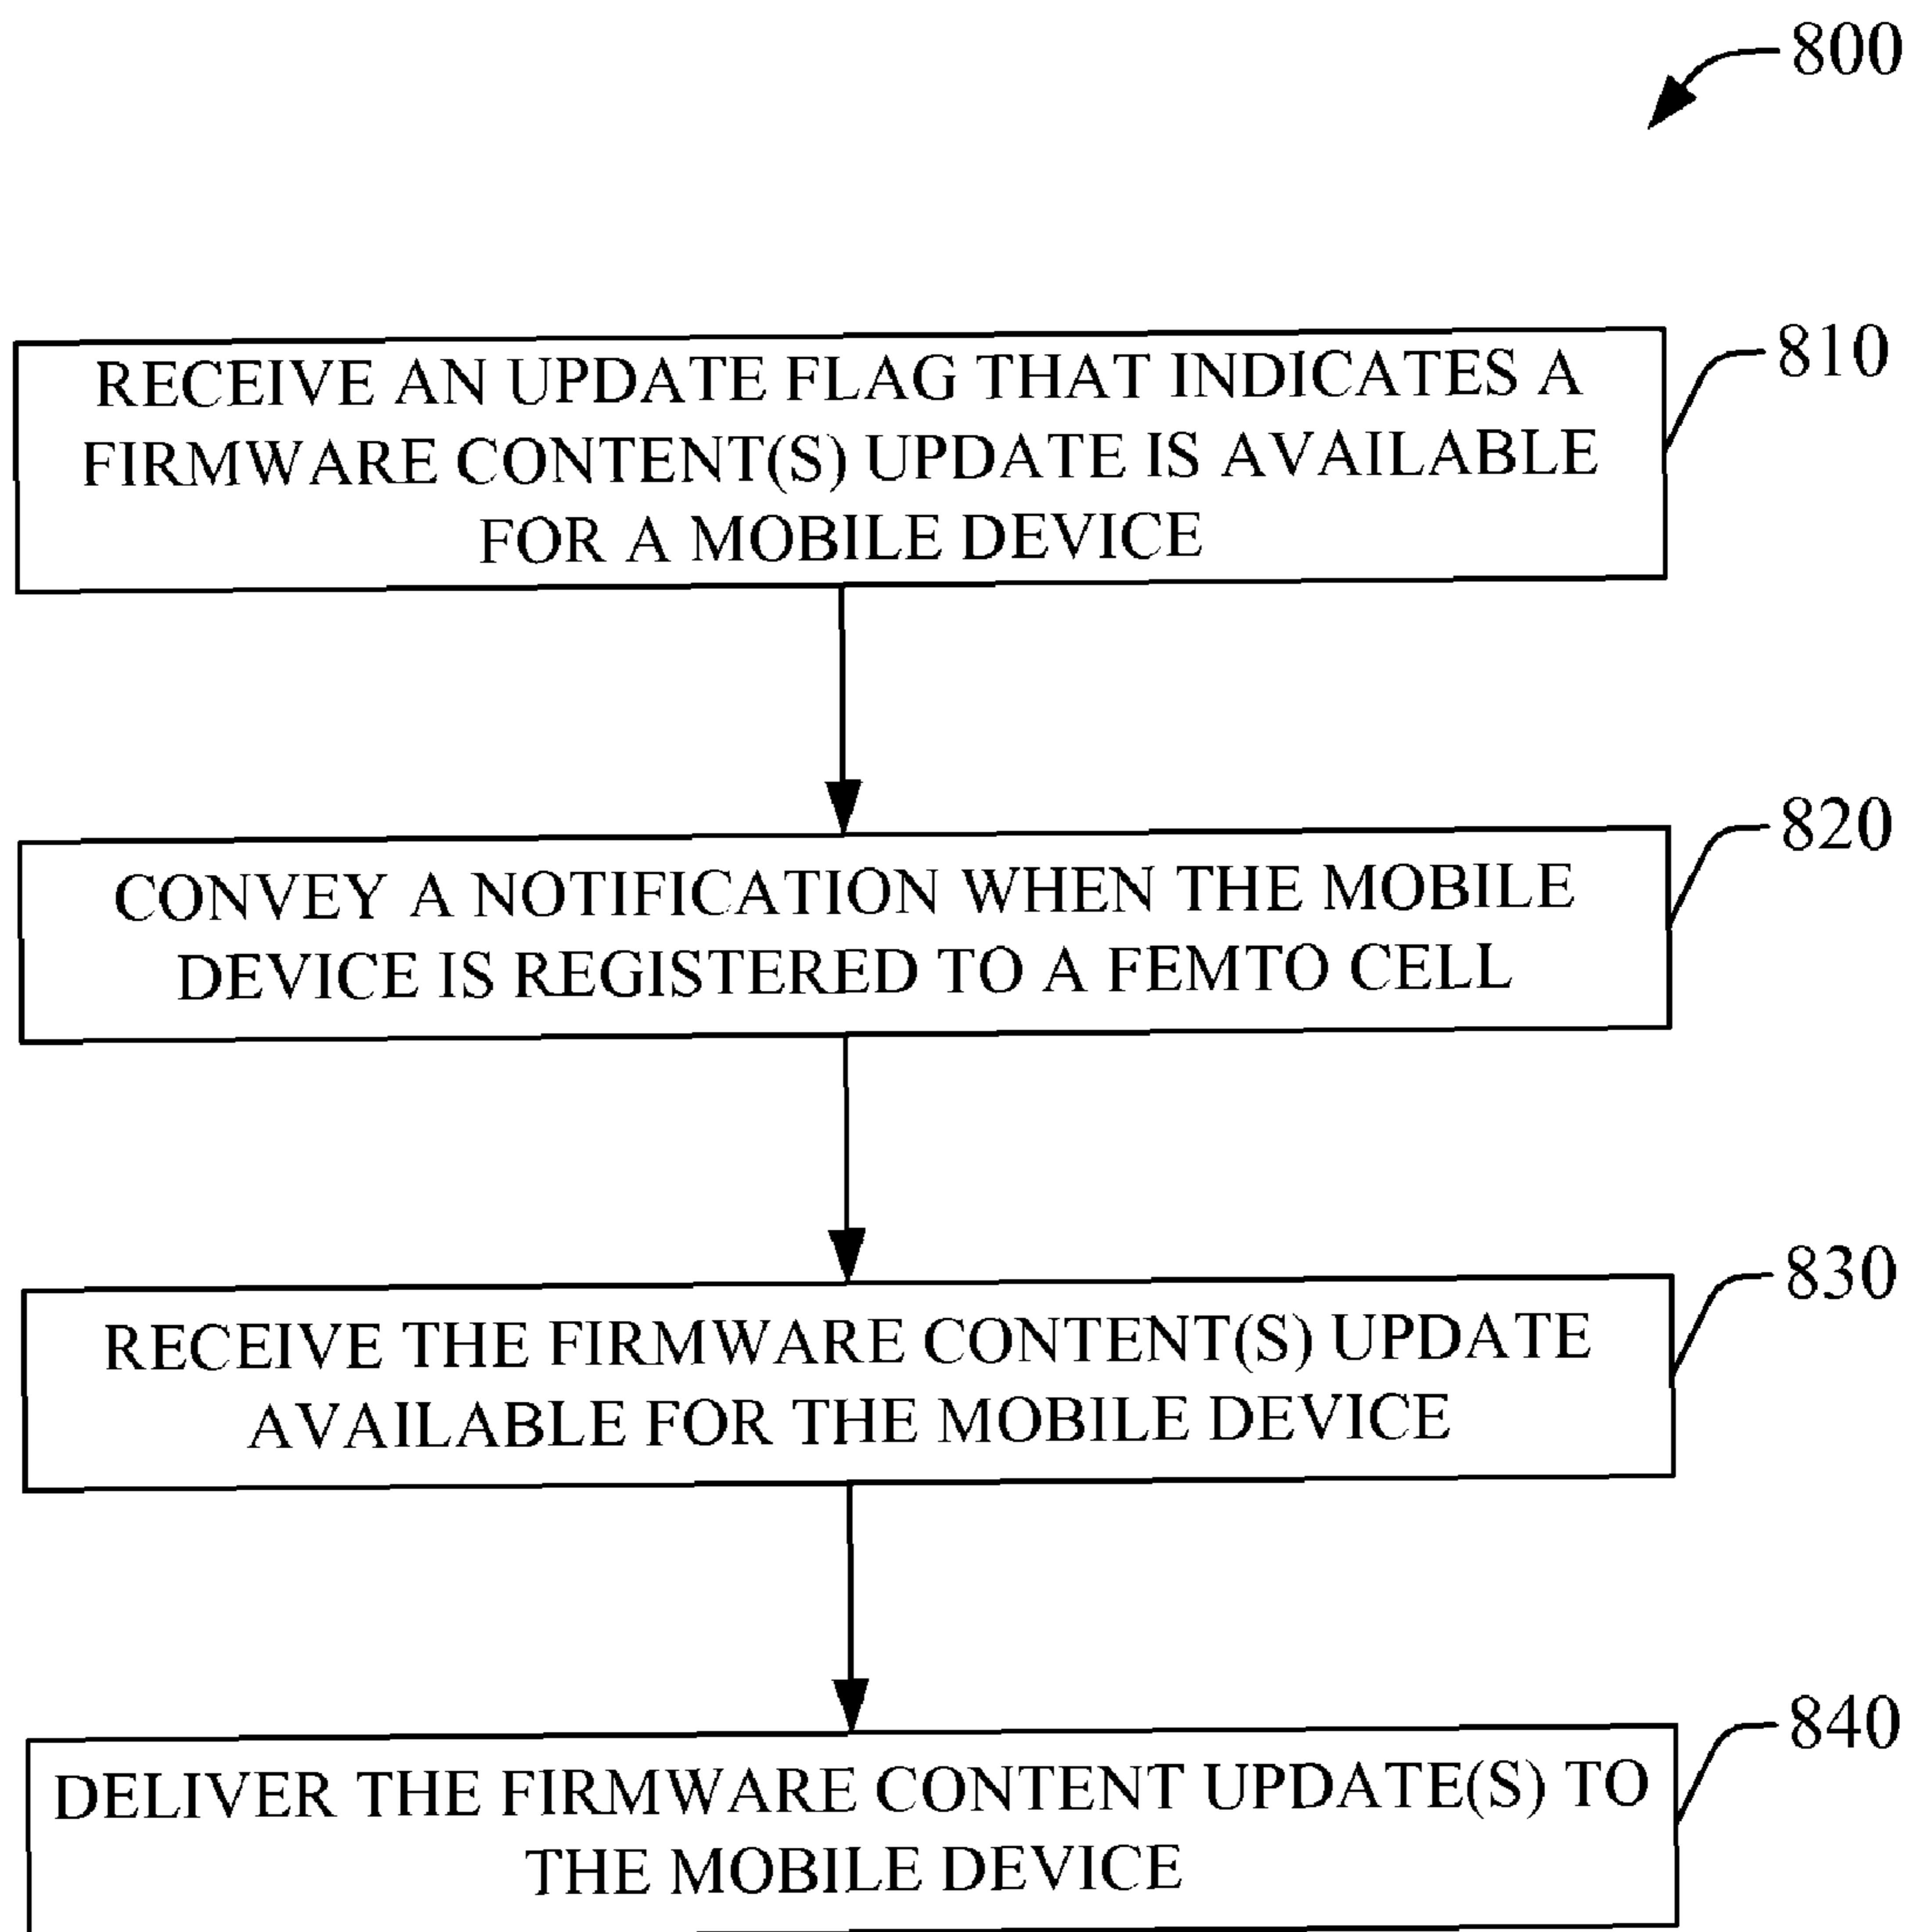 800
810
RECEIVE AN UPDATE FLAG THAT INDICATES A
FIRMWARE CONTENT(S) UPDATE IS AVAILABLE
FOR A MOBILE DEVICE
820
CONVEY A NOTIFICATION WHEN THE MOBILE
DEVICE IS REGISTERED TO A FEMTO CELL
830
RECEIVE THE FIRMWARE CONTENT(S) UPDATE
AVAILABLE FOR THE MOBILE DEVICE
840
DELIVER THE FIRMWARE CONTENT UPDATE(S) TO
THE MOBILE DEVICE